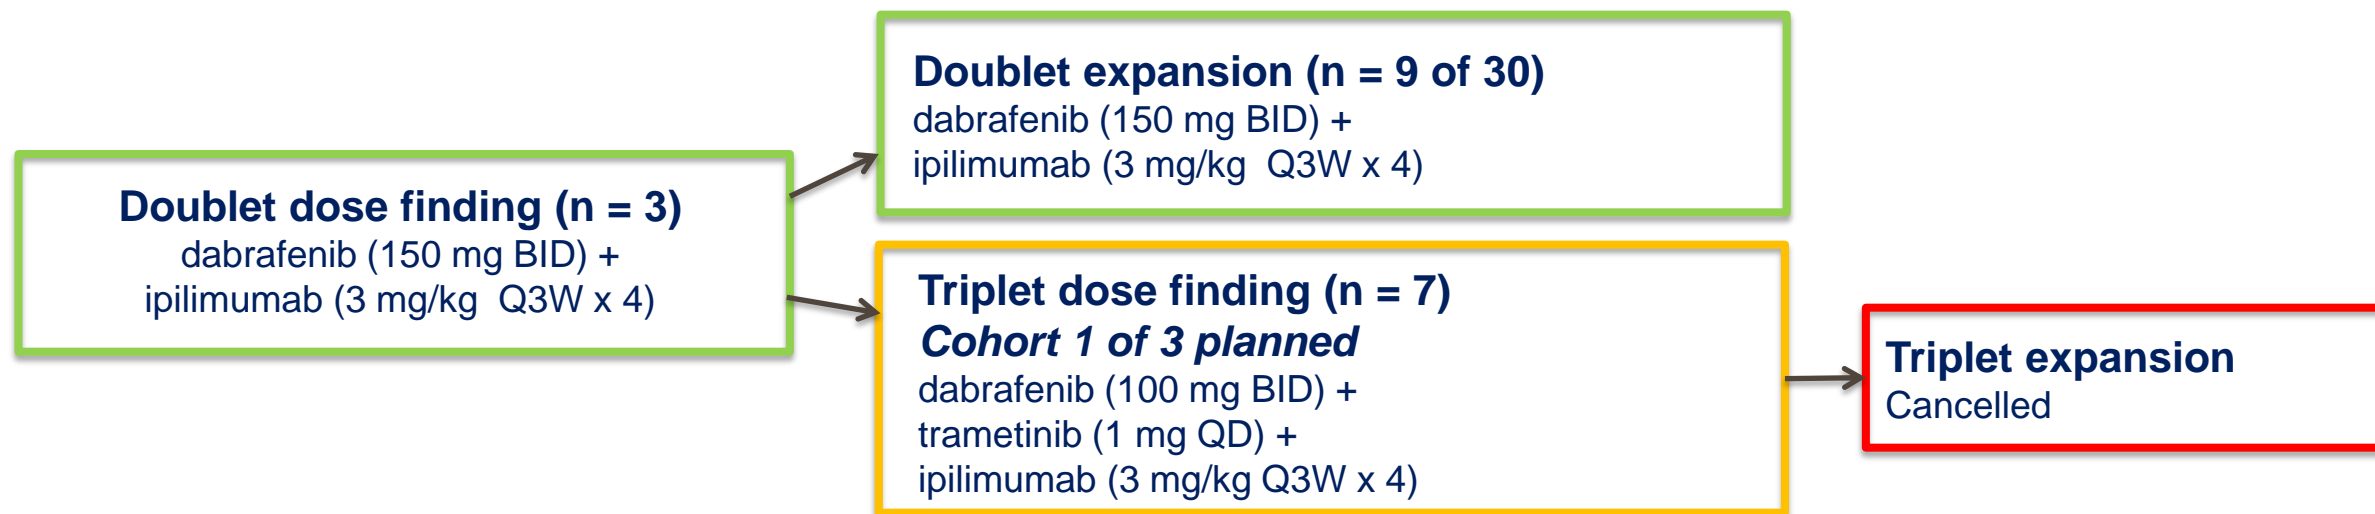 Doublet dose finding (n = 3)
dabrafenib (150 mg BID) +
ipilimumab (3 mg/kg  Q3W x 4)
Doublet expansion (n = 9 of 30)
dabrafenib (150 mg BID) +
ipilimumab (3 mg/kg  Q3W x 4)
Triplet dose finding (n = 7)
Cohort 1 of 3 planned
dabrafenib (100 mg BID) +
trametinib (1 mg QD) +
ipilimumab (3 mg/kg Q3W x 4)
Triplet expansion
Cancelled